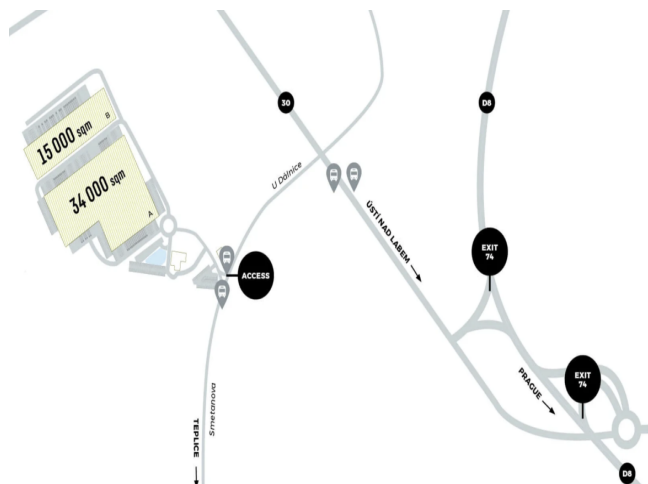 30
D8
15 000 sqm
B
34 000 sqm
A
U Dólnice
ÚSTÍ NAD LABEM
ACCESS
EXIT
74
EXIT
74
PRAGUE
Smetanova
TEPLICE
D8